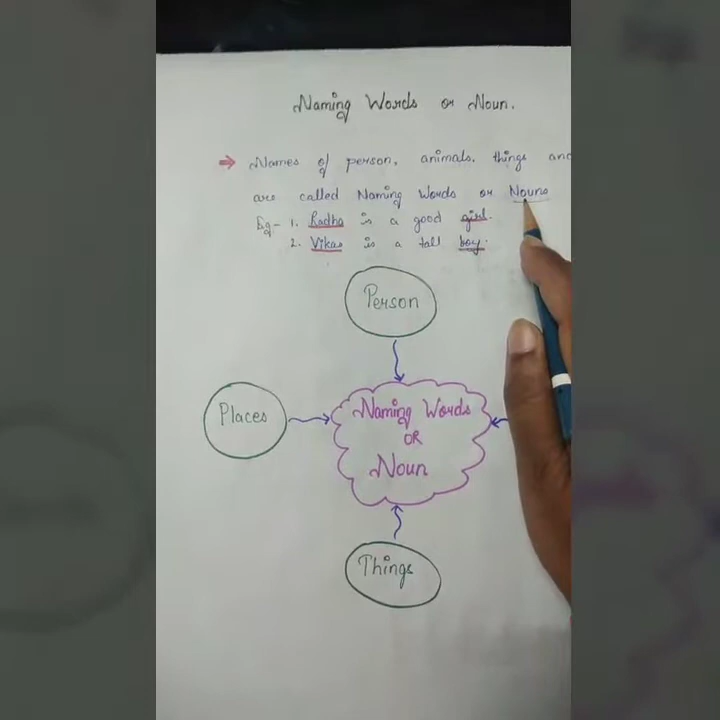 Naming Words or Noun.
Names of person, animals, things and
are called Naming Words or Nouns
Eg- 1. Radha is a good girl.
2. Vikas is a tall boy.
Person
Places
Naming Words
OR
Noun
Things